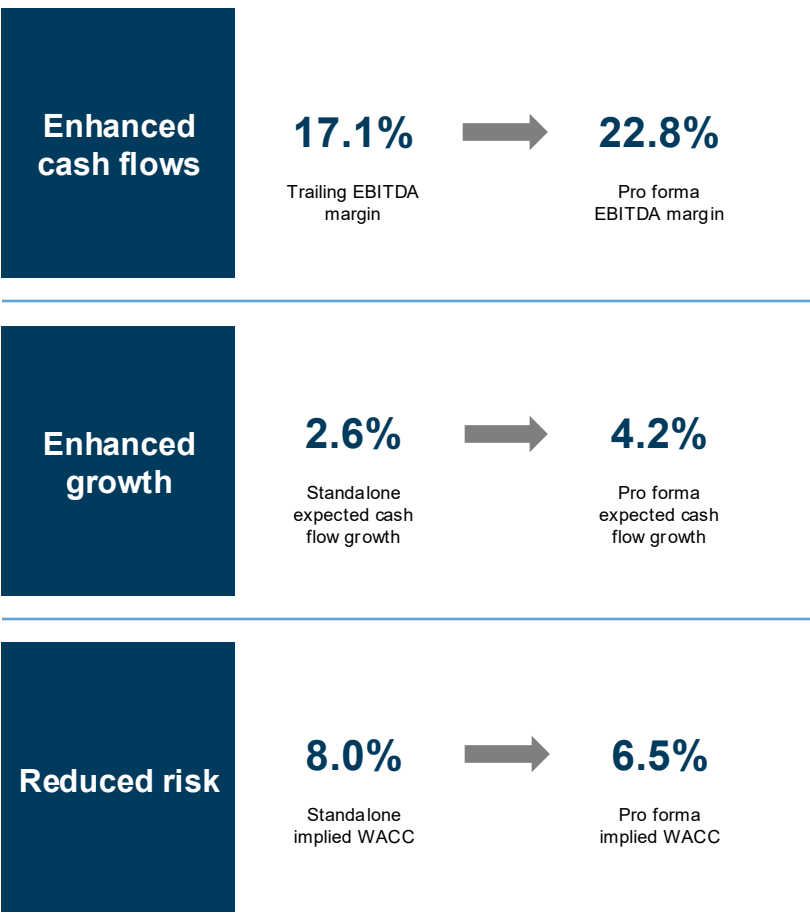 Enhanced
cash flows
17.1%
22.8%
Trailing EBITDA
margin
Pro forma
EBITDA margin
Enhanced
growth
2.6%
4.2%
Standalone
expected cash
flow growth
Pro forma
expected cash
flow growth
Reduced risk
8.0%
6.5%
Standalone
implied WACC
Pro forma
implied WACC